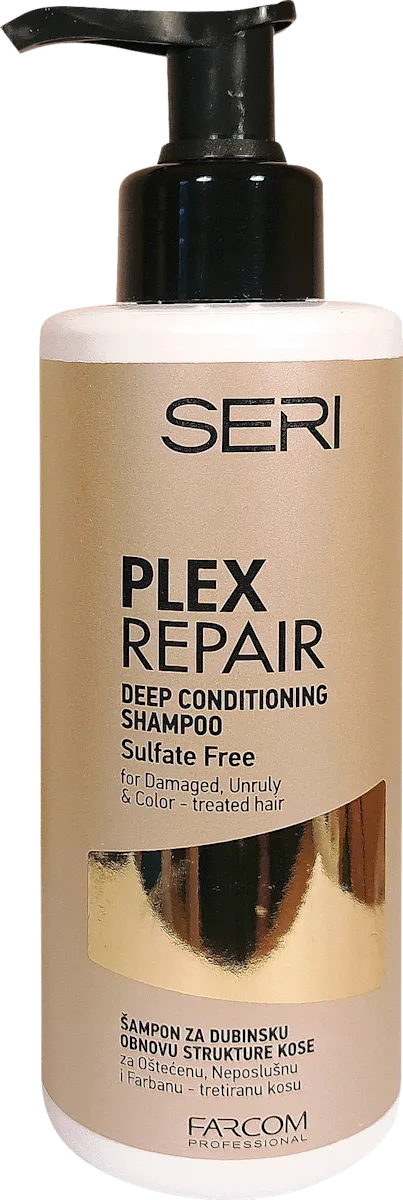 SERI
PLEX
REPAIR
DEEP CONDITIONING
SHAMPOO
Sulfate Free
for Damaged, Unruly
& Color - treated hair
ŠAMPON ZA DUBINSKU
OBNOVU STRUKTURE KOSE
za Oštećenu, Neposlušnu
i Farbanu - tretiranu kosu
FARCOM
PROFESSIONAL